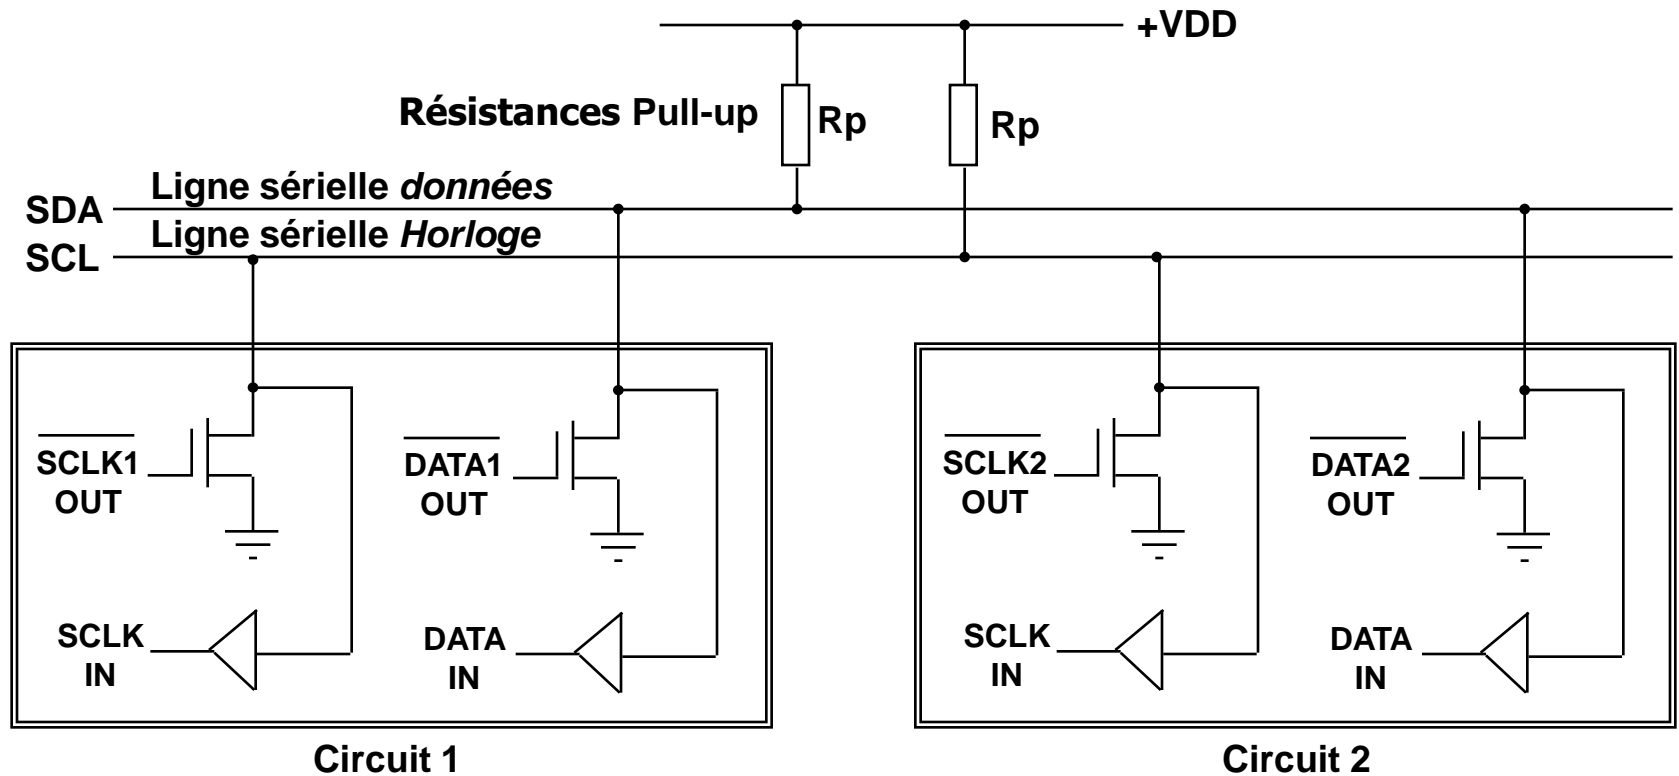 +VDD
Résistances Pull-up
Rp
Rp
Ligne sérielle données
SDA
Ligne sérielle Horloge
SCL
SCLK1
OUT
DATA1
OUT
SCLK2
OUT
DATA2
OUT
SCLK
IN
DATA
IN
SCLK
IN
DATA
IN
Circuit 1
Circuit 2